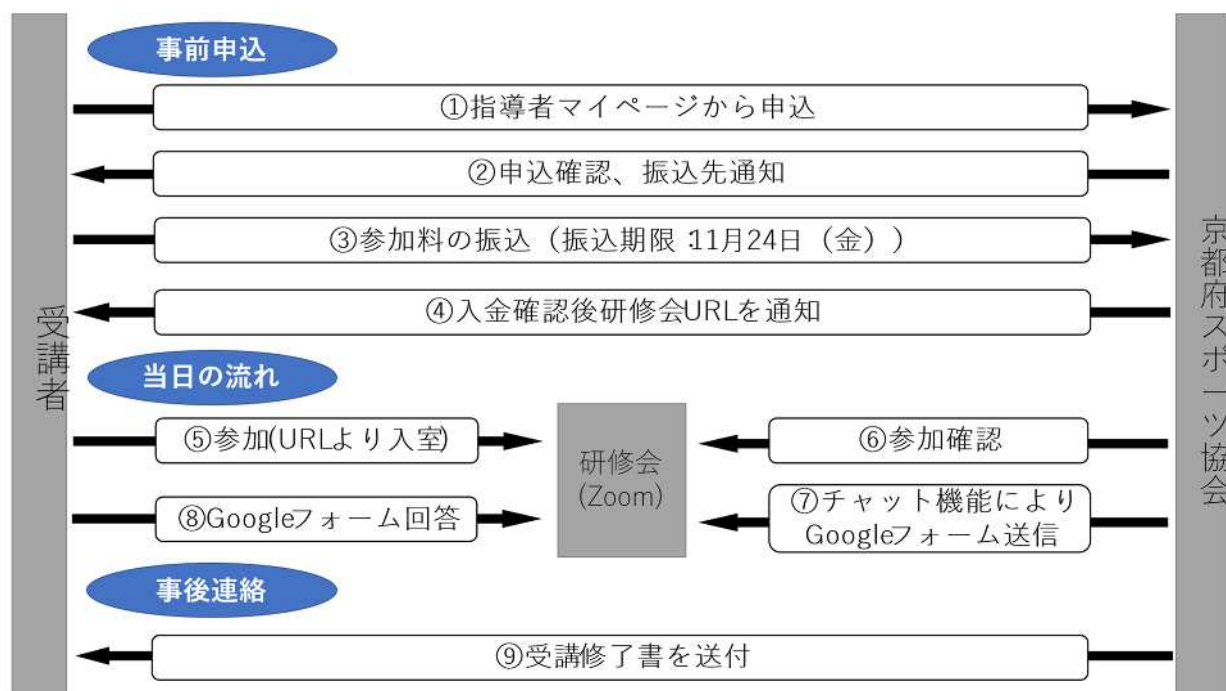 事前申込
①指導者マイページから申込
②申込確認、振込先通知
③参加料の振込（振込期限:11月24日（金））
④入金確認後研修会URLを通知
受講者
京都府スポーツ協会
当日の流れ
⑤参加(URLより入室)
研修会
(Zoom)
⑥参加確認
⑧Googleフォーム回答
⑦チャット機能により
Googleフォーム送信
事後連絡
⑨受講修了書を送付